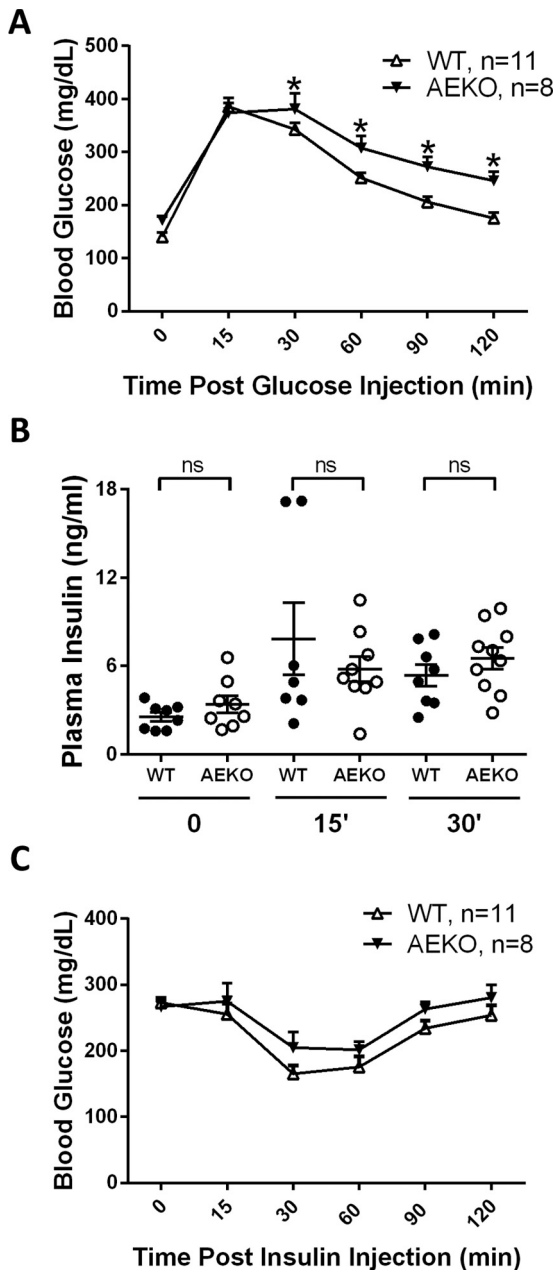 A
WT, n=11
AEKO, n=8
Blood Glucose (mg/dL)
500
400
300
200
100
0
* * * *
0 15 30 60 90 120
Time Post Glucose Injection (min)
B
ns ns ns
Plasma Insulin (ng/ml)
18
12
6
0
WT AEKO WT AEKO WT AEKO
0 15' 30'
C
WT, n=11
AEKO, n=8
Blood Glucose (mg/dL)
400
300
200
100
0
0 15 30 60 90 120
Time Post Insulin Injection (min)